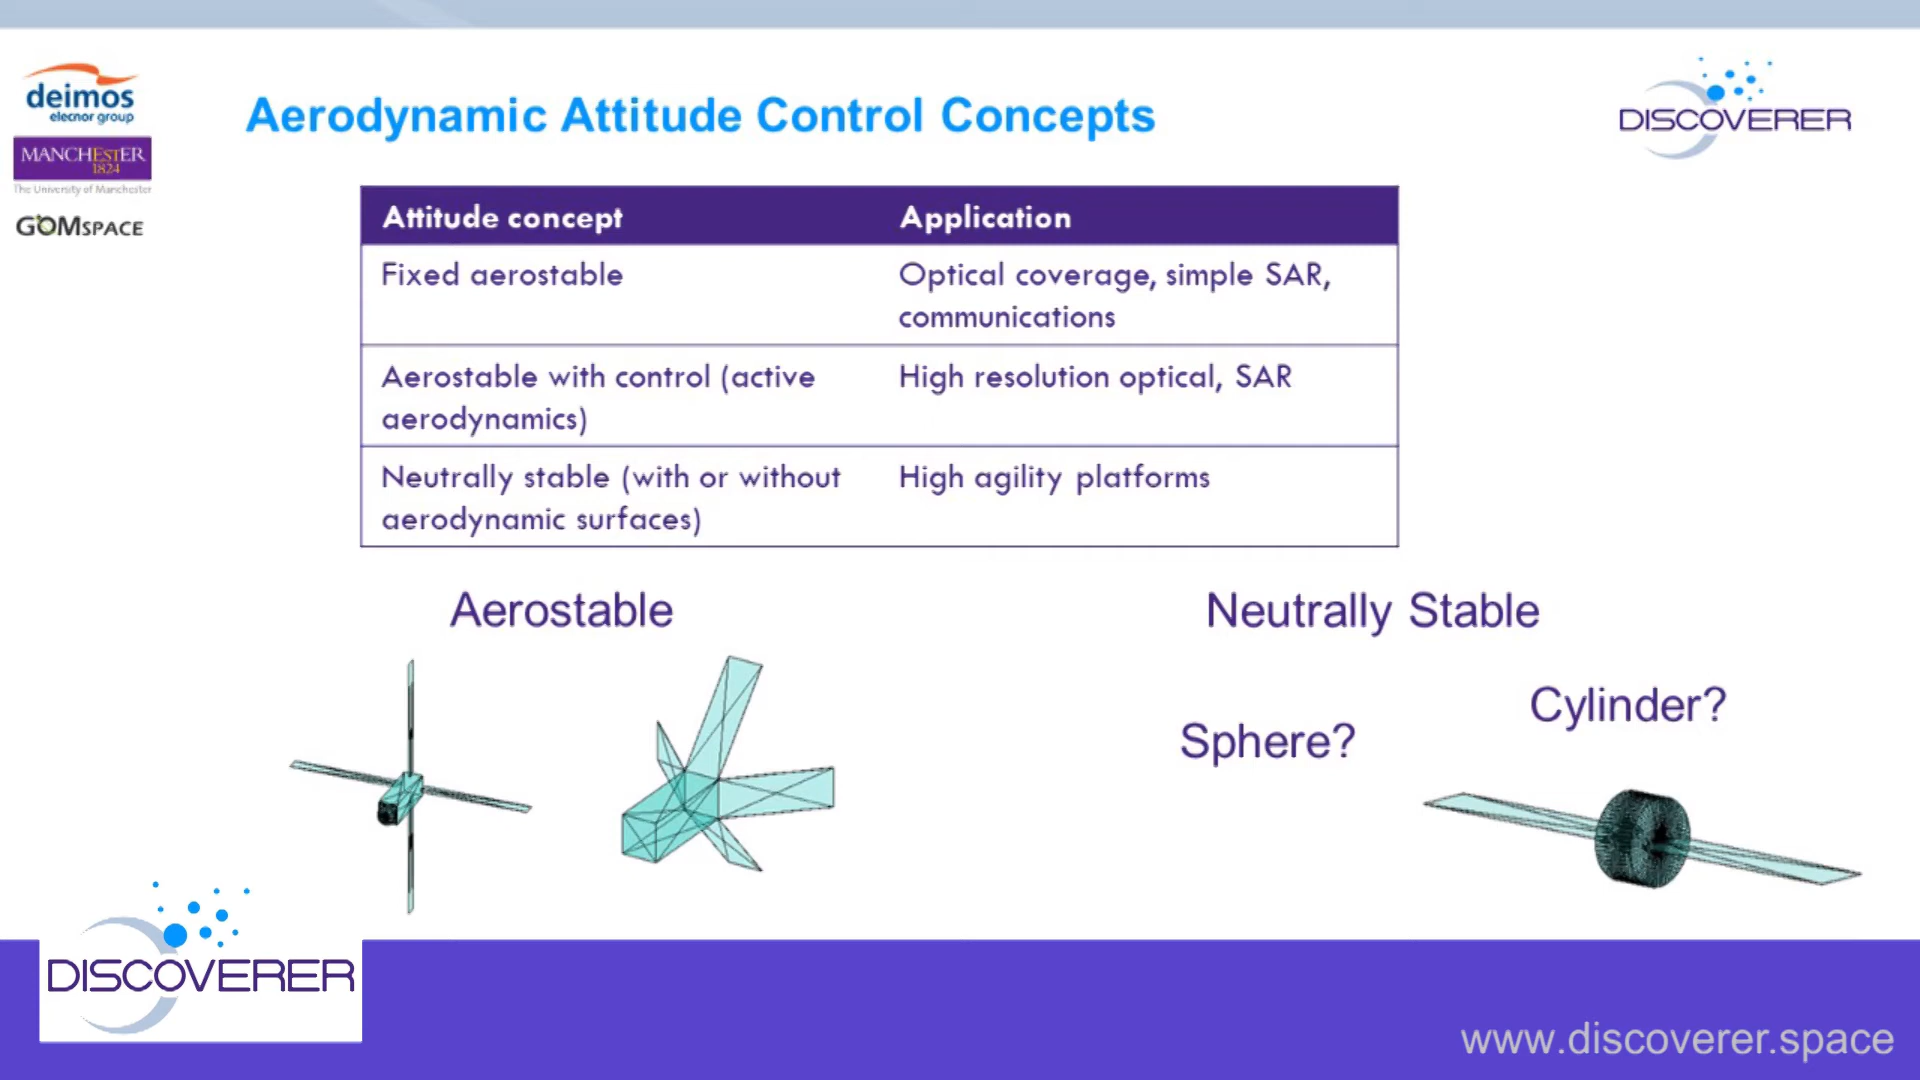 deimos
elecnor group
MANCHESTER
1824
The University of Manchester
GOMSPACE
Aerodynamic Attitude Control Concepts
DISCOVERER
Attitude concept Application
Fixed aerostable Optical coverage, simple SAR,
communications
Aerostable with control (active High resolution optical, SAR
aerodynamics)
Neutrally stable (with or without High agility platforms
aerodynamic surfaces)
Aerostable
Neutrally Stable
Sphere?
Cylinder?
DISCOVERER
www.discoverer.space